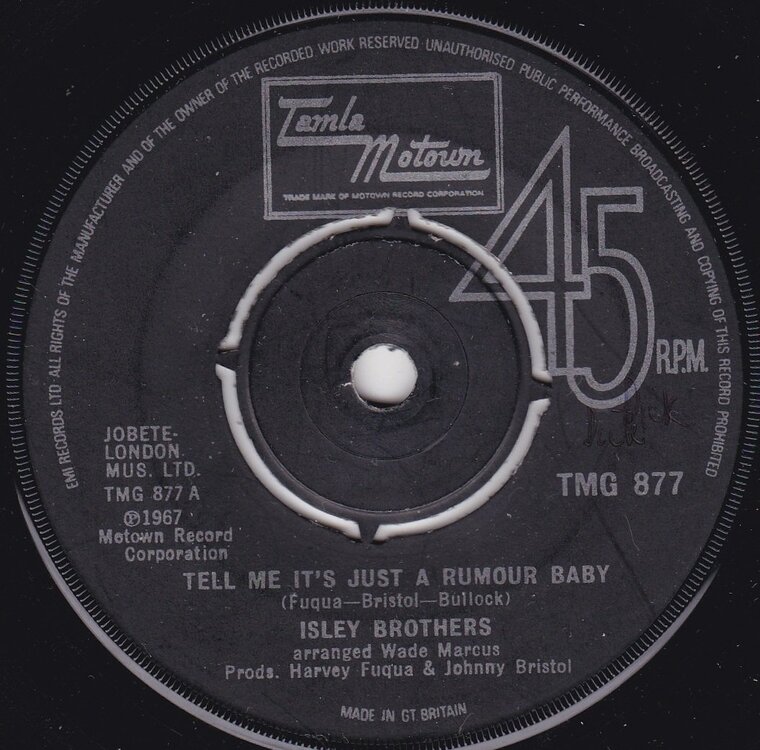 EMI RECORDS LTD·ALL RIGHTS OF THE MANUFACTURER AND OF THE OWNER OF THE RECORDED WORK RESERVED·UNAUTHORISED PUBLIC PERFORMANCE BROADCASTING AND COPYING OF THIS RECORD PROHIBITED
Tamla
Motown
TRADE MARK OF MOTOWN RECORD CORPORATION
45
R.P.M.
JOBETE-
LONDON
MUS. LTD.
TMG 877 A
℗1967
Motown Record
Corporation
TMG 877
TELL ME IT'S JUST A RUMOUR BABY
(Fuqua—Bristol—Bullock)
ISLEY BROTHERS
arranged Wade Marcus
Prods. Harvey Fuqua & Johnny Bristol
MADE IN GT. BRITAIN